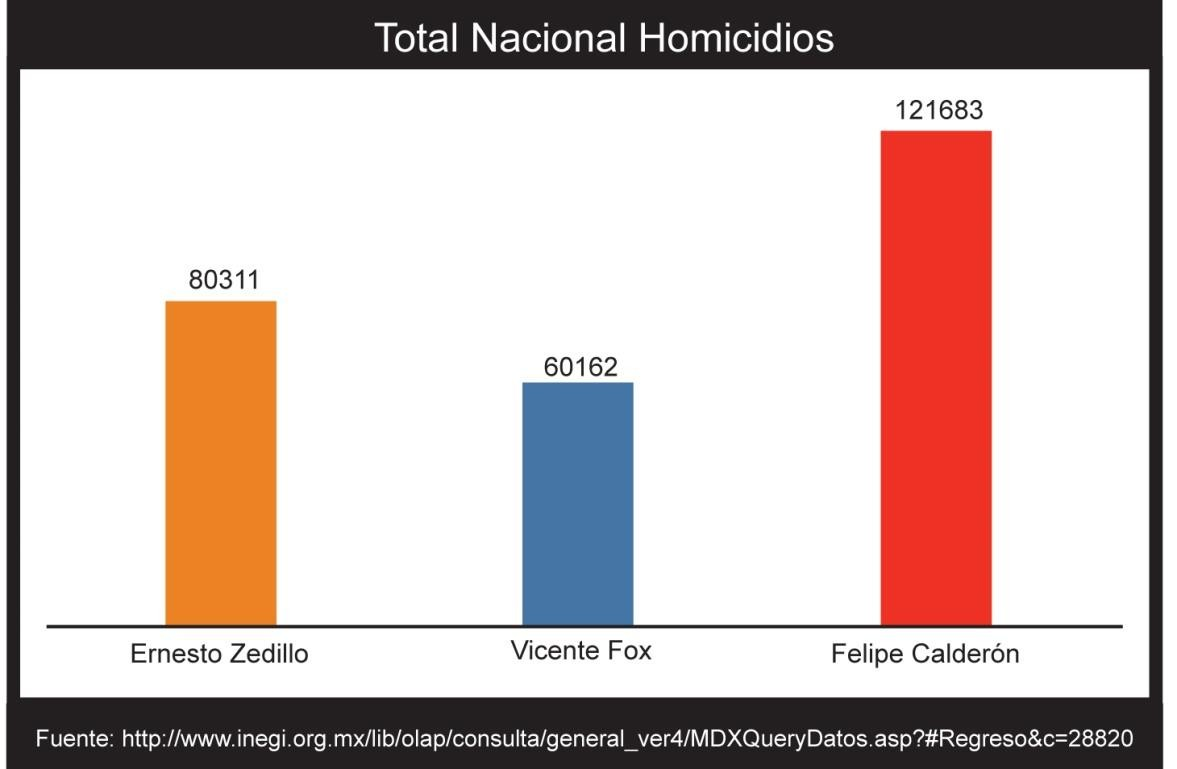 Total Nacional Homicidios
121683
80311
60162
Ernesto Zedillo
Vicente Fox
Felipe Calderón
Fuente: http://www.inegi.org.mx/lib/olap/consulta/general_ver4/MDXQueryDatos.asp?#Regreso&c=28820